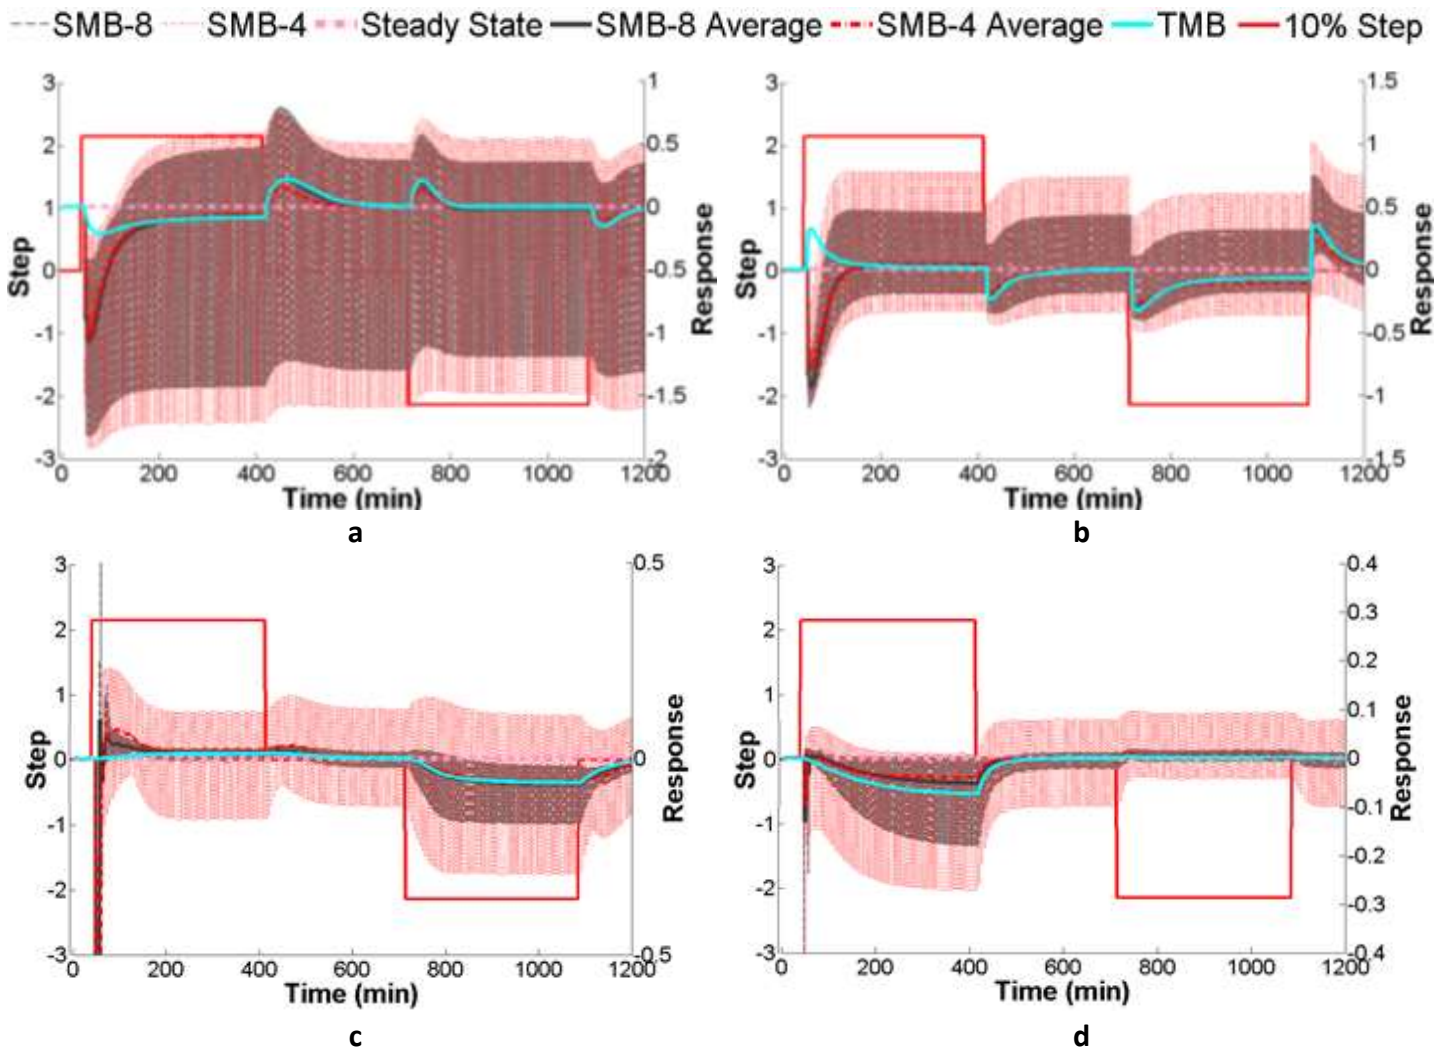 SMB-8 SMB-4 Steady State SMB-8 Average SMB-4 Average TMB 10% Step
3 2 1 0 -1 -2 -3
Step
1 0.5 0 -0.5 -1 -1.5 -2
Response
0 200 400 600 800 1000 1200
Time (min)
a
3 2 1 0 -1 -2 -3
Step
1.5 1 0.5 0 -0.5 -1 -1.5
Response
0 200 400 600 800 1000 1200
Time (min)
b
3 2 1 0 -1 -2 -3
Step
0.5 0 -0.5
Response
0 200 400 600 800 1000 1200
Time (min)
c
3 2 1 0 -1 -2 -3
Step
0.4 0.3 0.2 0.1 0 -0.1 -0.2 -0.3 -0.4
Response
0 200 400 600 800 1000 1200
Time (min)
d